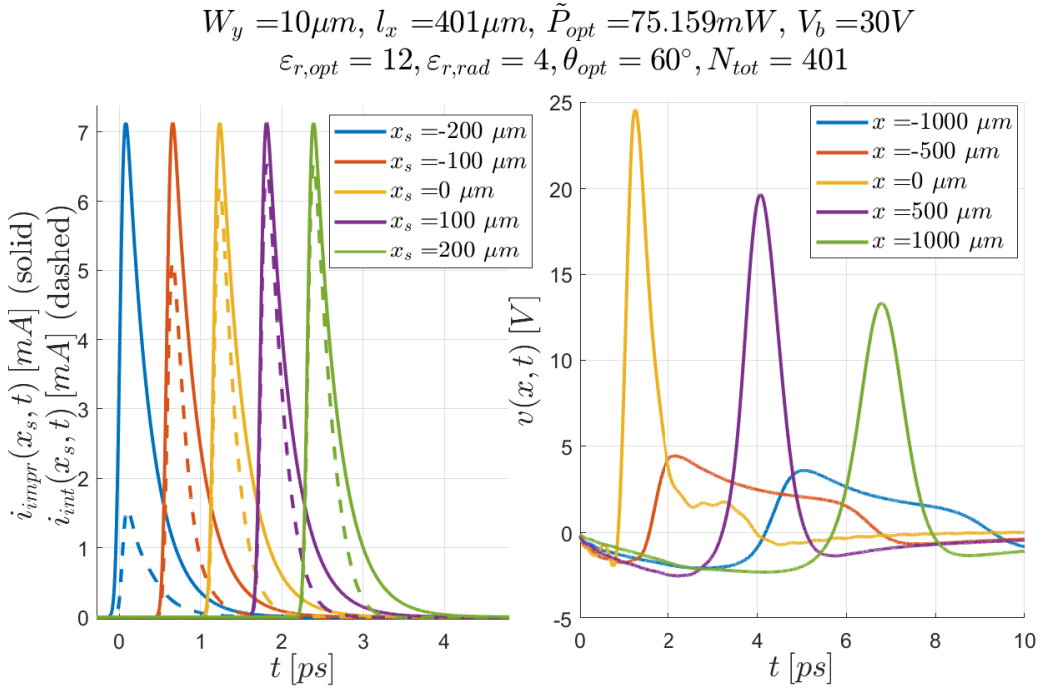 W_y =10μm, l_x =401μm, P̃_opt =75.159mW, V_b =30V
ε_r,opt = 12, ε_r,rad = 4, θ_opt = 60°, N_tot = 401
i_impr(x_s, t) [mA] (solid)
i_int(x_s, t) [mA] (dashed)
7
6
5
4
3
2
1
0
x_s =-200 μm
x_s =-100 μm
x_s =0 μm
x_s =100 μm
x_s =200 μm
0 1 2 3 4
t [ps]
v(x, t) [V]
25
20
15
10
5
0
-5
x =-1000 μm
x =-500 μm
x =0 μm
x =500 μm
x =1000 μm
0 2 4 6 8 10
t [ps]